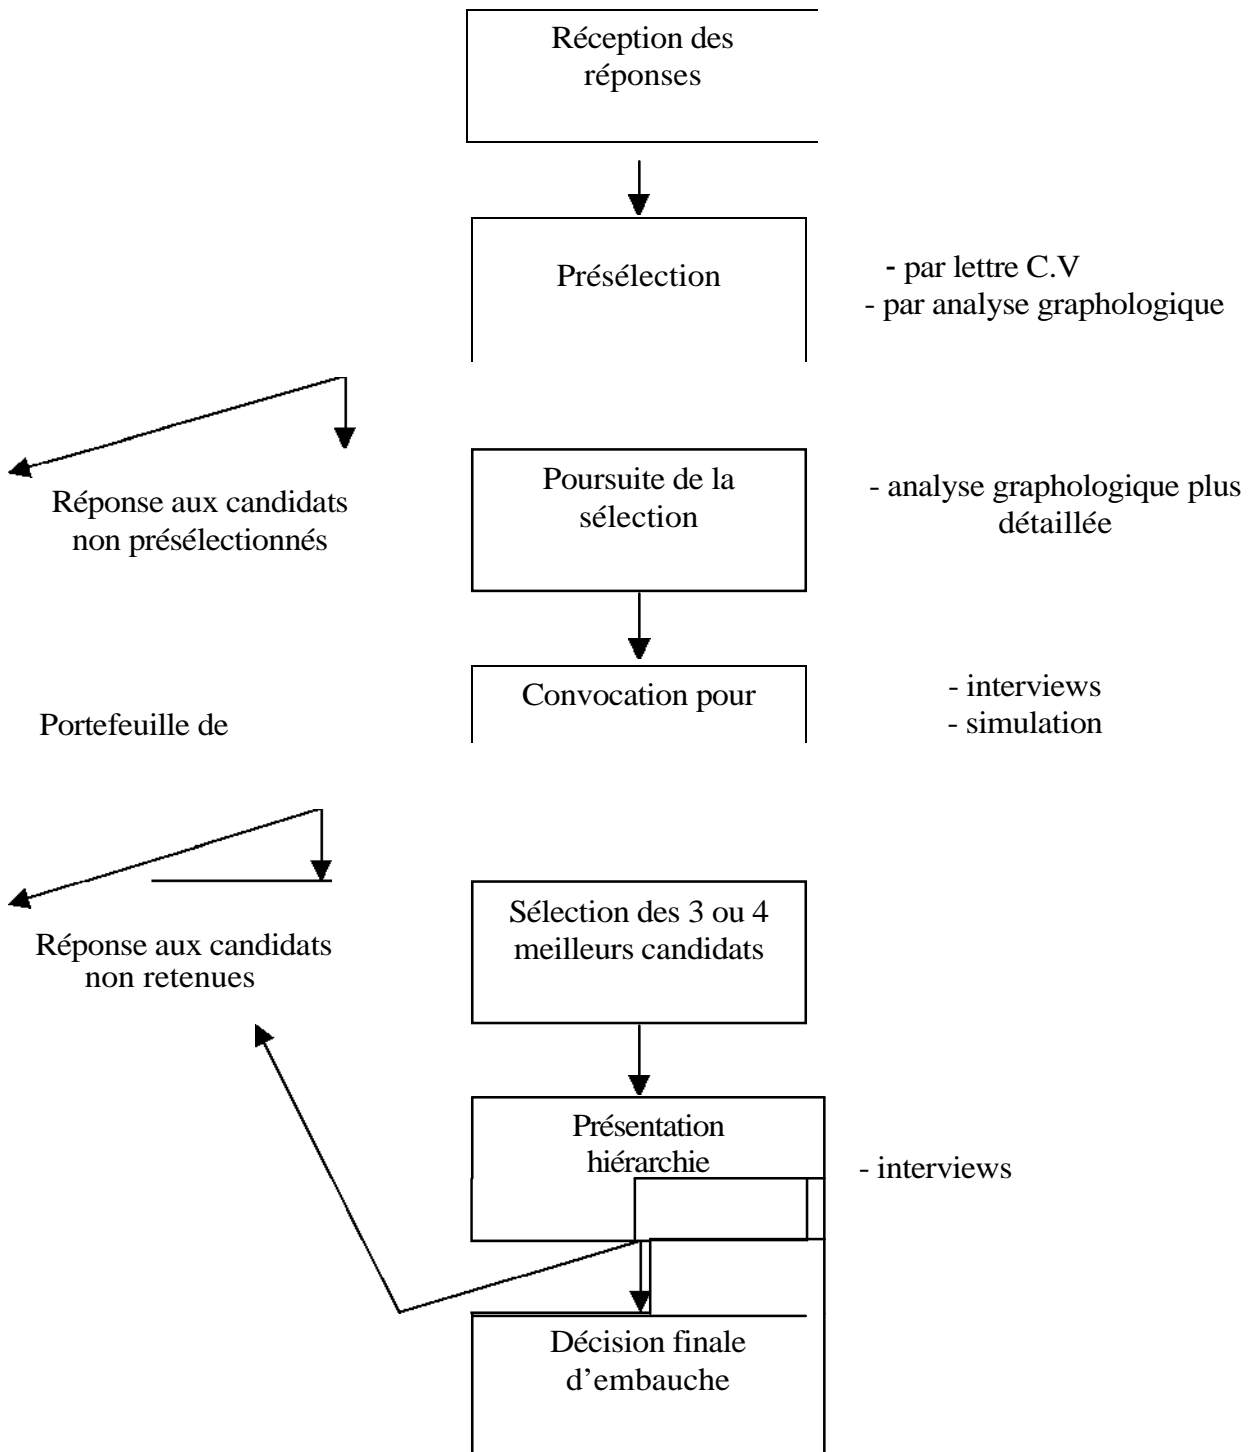 Réception des
réponses
Présélection
- par lettre C.V
- par analyse graphologique
Réponse aux candidats
non présélectionnés
Poursuite de la
sélection
- analyse graphologique plus
détaillée
Portefeuille de
Convocation pour
- interviews
- simulation
Réponse aux candidats
non retenues
Sélection des 3 ou 4
meilleurs candidats
Présentation
hiérarchie
- interviews
Décision finale
d’embauche